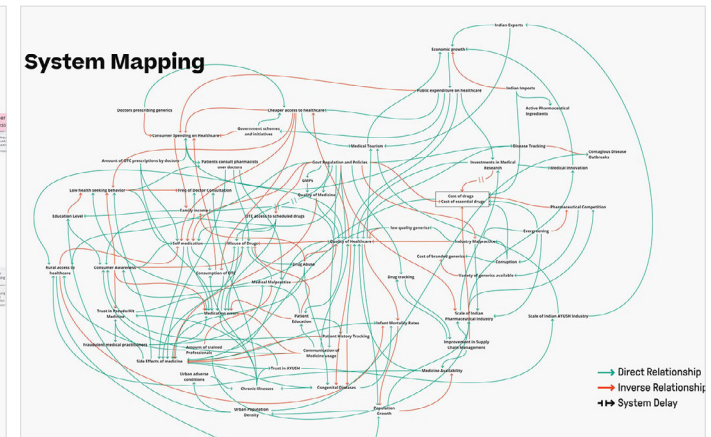 System Mapping
Indian Exports
Economic growth
Public expenditure on healthcare
Indian Imports
Active Pharmaceutical
Ingredients
Doctors prescribing generics
Cheaper access to healthcare
Consumer Spending on Healthcare
Government schemes
and initiatives
Medical Tourism
Disease Tracking
Contagious Disease
Outbreaks
Amount of OTC prescriptions by doctors
Patients consult pharmacists
over doctors
Govt Regulation and Policies
Investments in Medical
Research
Medical Innovation
Low health seeking behavior
Freq of Doctor Consultation
Quality of Medicine
Cost of drugs
Cost of essential drugs
Family income
Pharmaceutical Competition
Education Level
OTC access to scheduled drugs
low quality generics
Evergreening
Self medication
Misuse of Drugs
Quality of Healthcare
Industry Malpractice
Cost of branded generics
Corruption
Rural access to
healthcare
Consumer Awareness
Consumption of OTC
Drug Abuse
Medical Malpractice
Drug tracking
Variety of generics available
Trust in
Medicine
Medication
Patient
Education
Indian Mortality Rates
Scale of Indian
Pharmaceutical Industry
Scale of Indian AYUSH Industry
Patient History Tracking
Fraudulent medical practitioners
Amount of trained
Professionals
Communication of
Medicine usage
Improvement in Supply
Chain Management
Side Effects of medicine
Trust in AYUSH
Medicine Availability
Urban adverse
conditions
Chronic Illnesses
Congenital Diseases
Urban Population
Density
Population
Growth
Direct Relationship
Inverse Relationship
System Delay